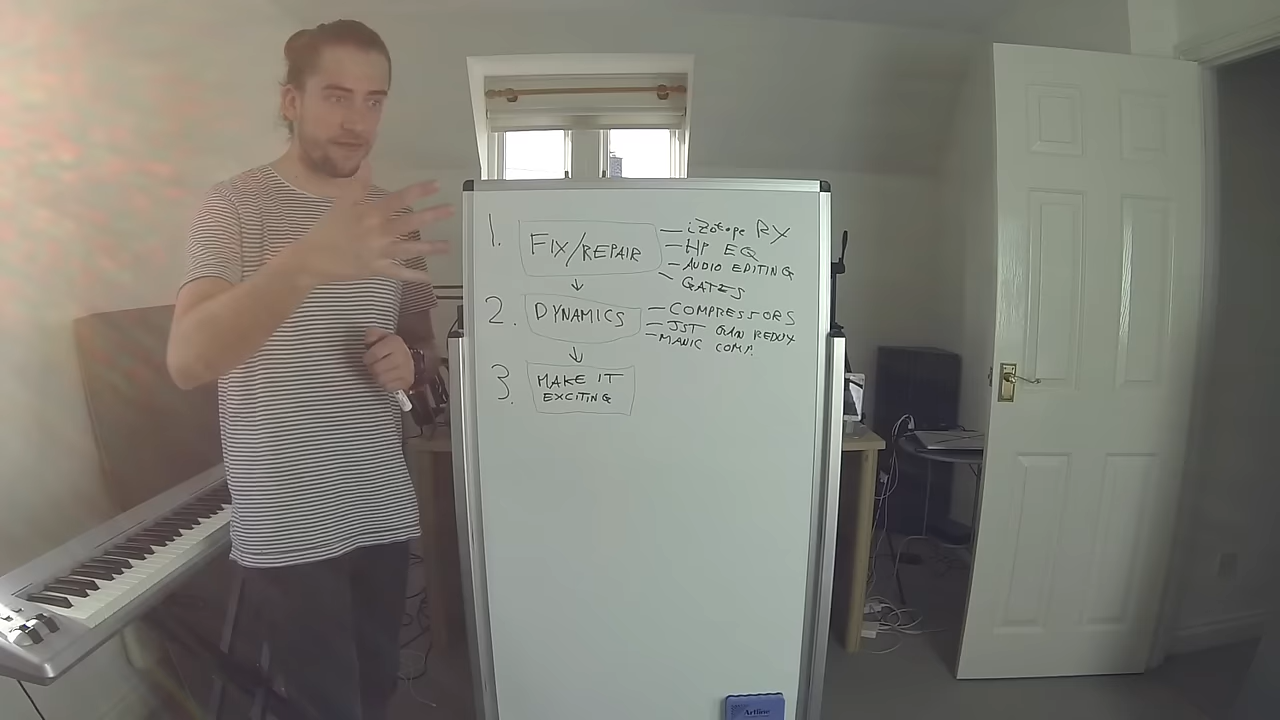 1. FIX/REPAIR
– iZotope RX
– HP EQ
– AUDIO EDITING
– GATES
2. DYNAMICS
– COMPRESSORS
– JST GAIN REDUX
– MANIC COMP.
3. MAKE IT
EXCITING
Artline